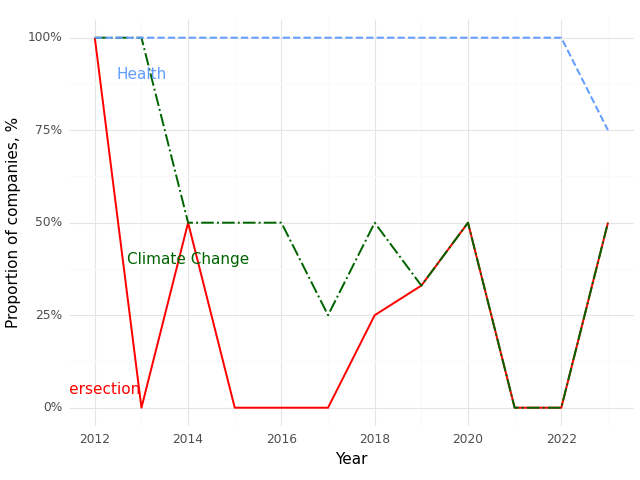 100%
Health
75%
Proportion of companies, %
50%
Climate Change
25%
ersection
0%
2012 2014 2016 2018 2020 2022
Year